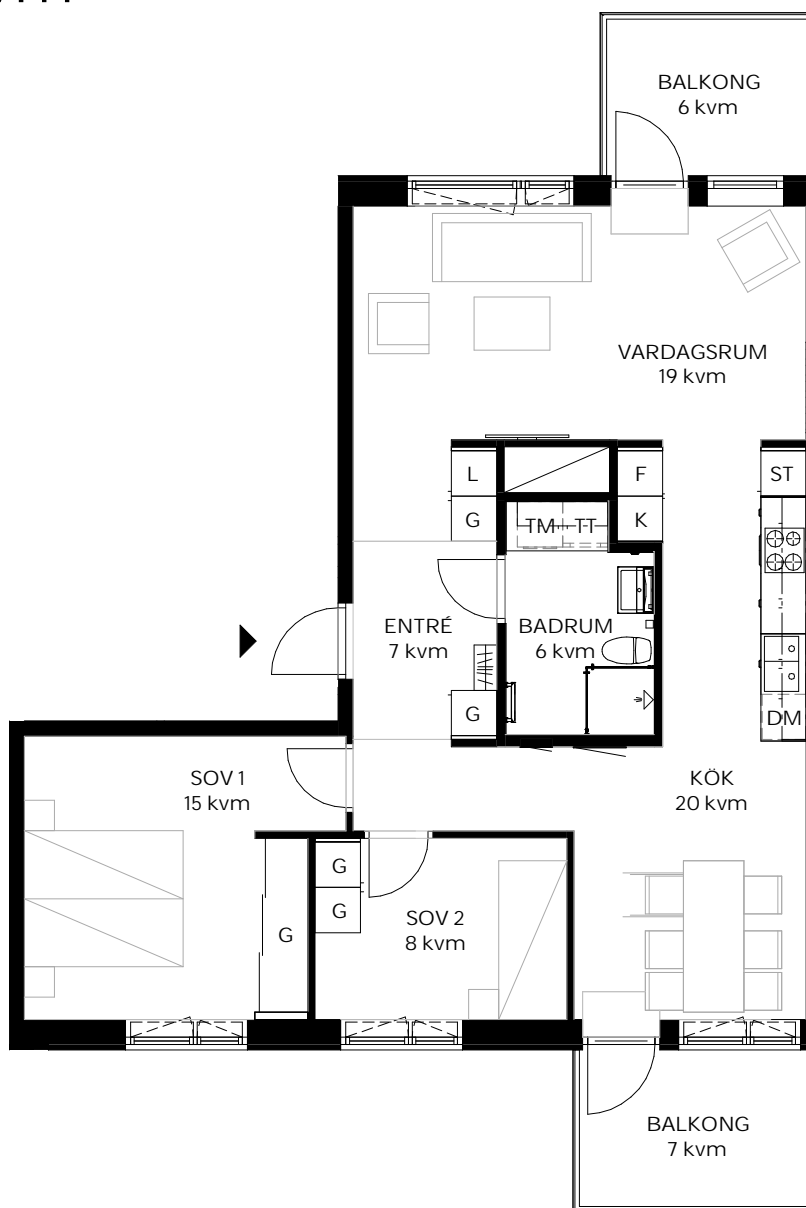 BALKONG
6 kvm
VARDAGSRUM
19 kvm
L
F
ST
G
K
TM
TT
ENTRÉ
7 kvm
BADRUM
6 kvm
G
DM
SOV 1
15 kvm
KÖK
20 kvm
G
G
G
SOV 2
8 kvm
BALKONG
7 kvm